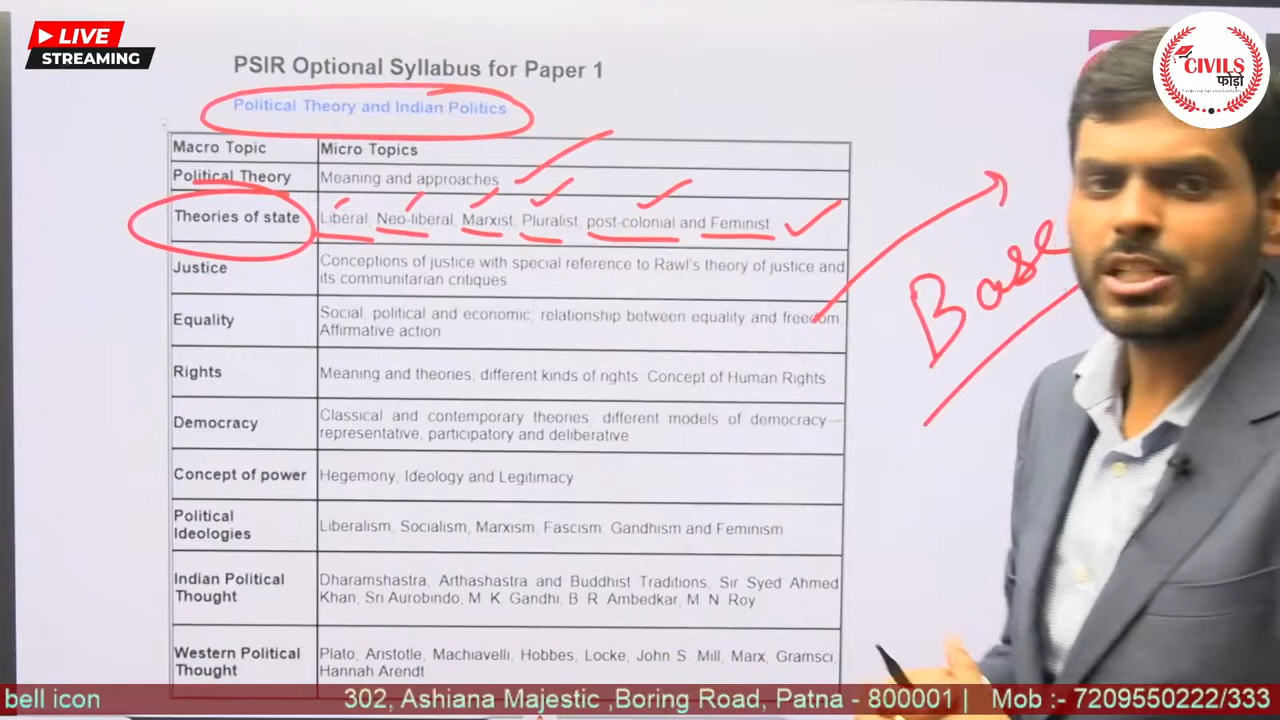 LIVE
STREAMING
CIVILS
फोड़ो
PSIR Optional Syllabus for Paper 1
Political Theory and Indian Politics
Macro Topic Micro Topics
Political Theory Meaning and approaches
Theories of state Liberal, Neo-liberal, Marxist, Pluralist, post-colonial and Feminist
Justice Conceptions of justice with special reference to Rawl's theory of justice and
its communitarian critiques
Equality Social, political and economic, relationship between equality and freedom,
Affirmative action
Rights Meaning and theories, different kinds of rights Concept of Human Rights
Democracy Classical and contemporary theories, different models of democracy—
representative, participatory and deliberative
Concept of power Hegemony, Ideology and Legitimacy
Political
Ideologies Liberalism, Socialism, Marxism, Fascism, Gandhism and Feminism
Indian Political
Thought
Dharamshastra, Arthashastra and Buddhist Traditions, Sir Syed Ahmed
Khan, Sri Aurobindo, M K Gandhi, B R Ambedkar, M N Roy
Western Political
Thought
Plato, Aristotle, Machiavelli, Hobbes, Locke, John S Mill, Marx, Gramsci,
Hannah Arendt
Base
bell icon 302, Ashiana Majestic ,Boring Road, Patna - 800001 | Mob :- 7209550222/333